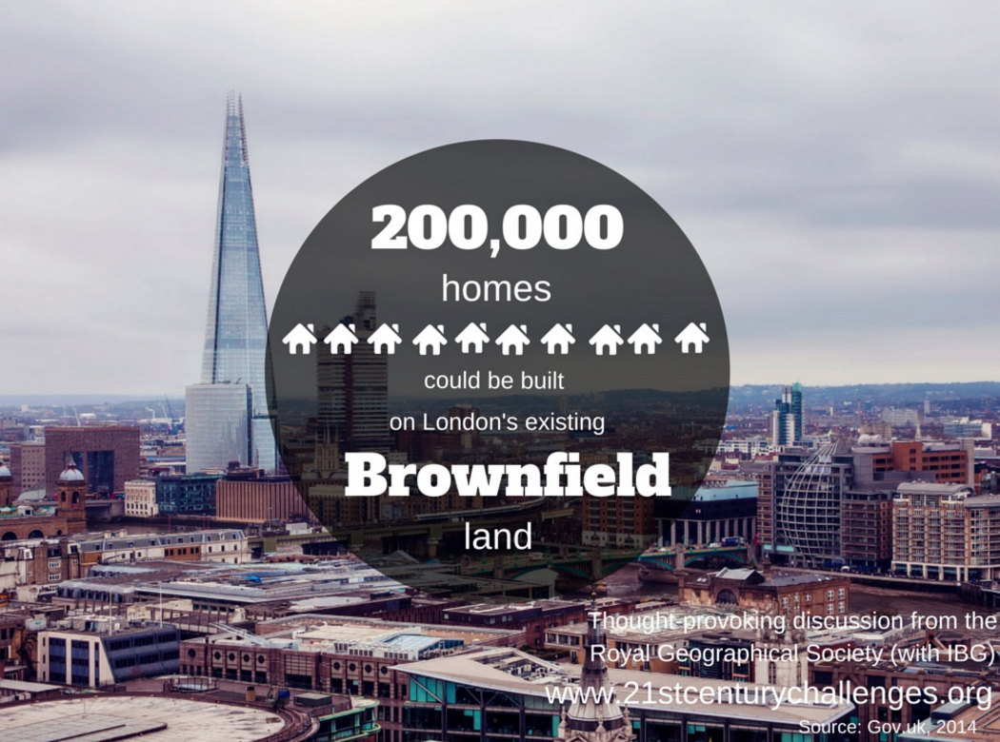 200,000
homes
could be built
on London's existing
Brownfield
land
Thought-provoking discussion from the
Royal Geographical Society (with IBG)
www.21stcenturychallenges.org
Source: Gov.uk, 2014